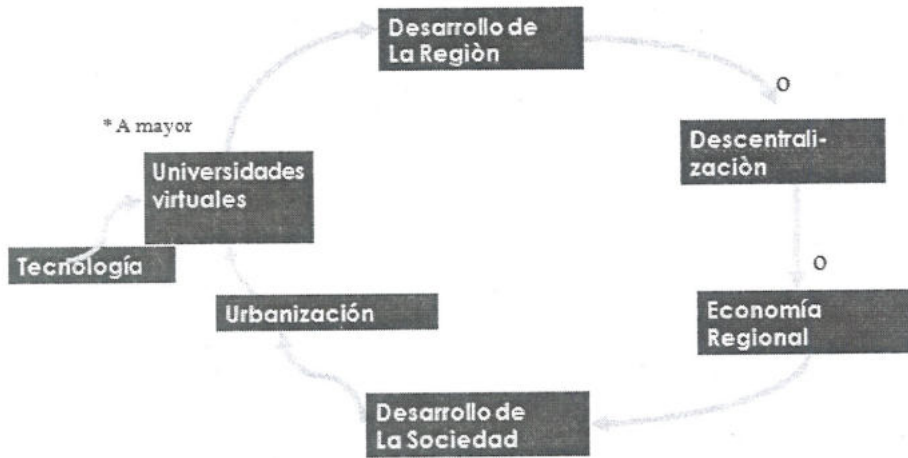 Desarrollo de
La Regiòn
O
* A mayor
Descentrali-
zaciòn
Universidades
virtuales
Tecnología
O
Urbanización
Economía
Regional
Desarrollo de
La Sociedad